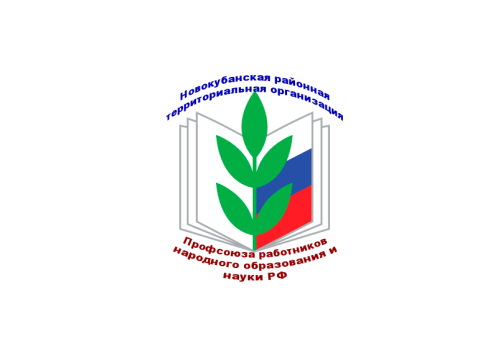 Новокубанская районная
территориальная организация
Профсоюза работников
народного образования и
науки РФ